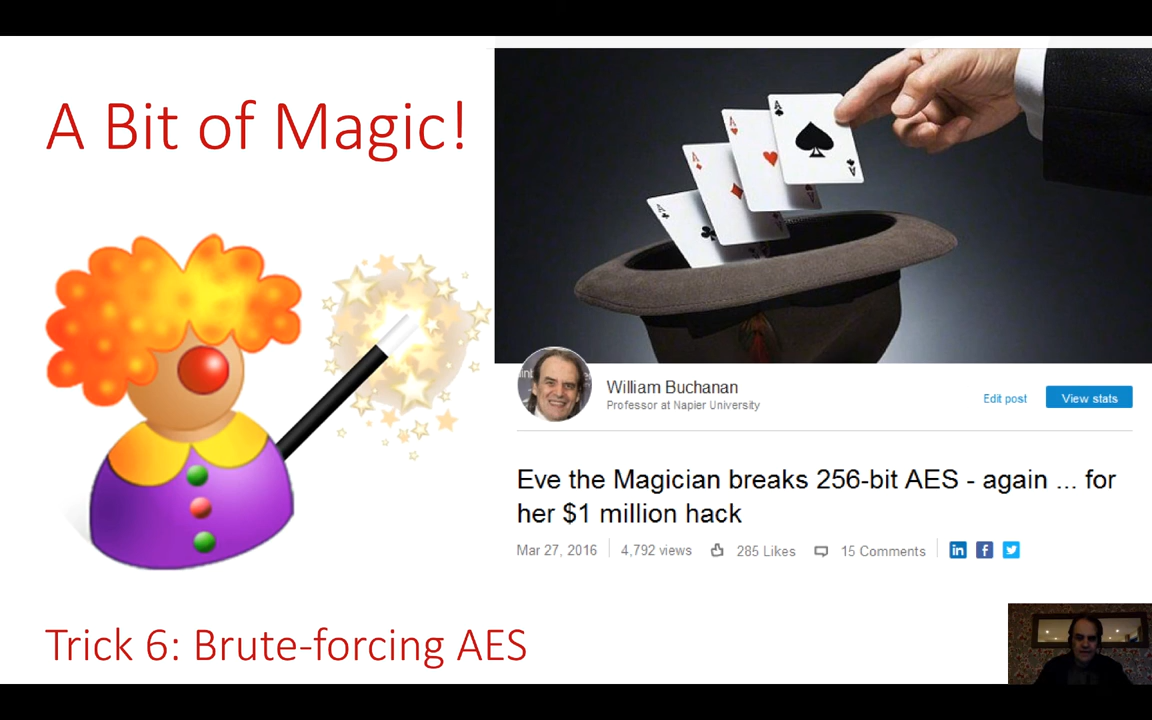 A Bit of Magic!
William Buchanan
Professor at Napier University
Edit post
View stats
Eve the Magician breaks 256-bit AES - again ... for
her $1 million hack
Mar 27, 2016
4,792 views
285 Likes
15 Comments
in
f
Trick 6: Brute-forcing AES
A
A
A
A
A